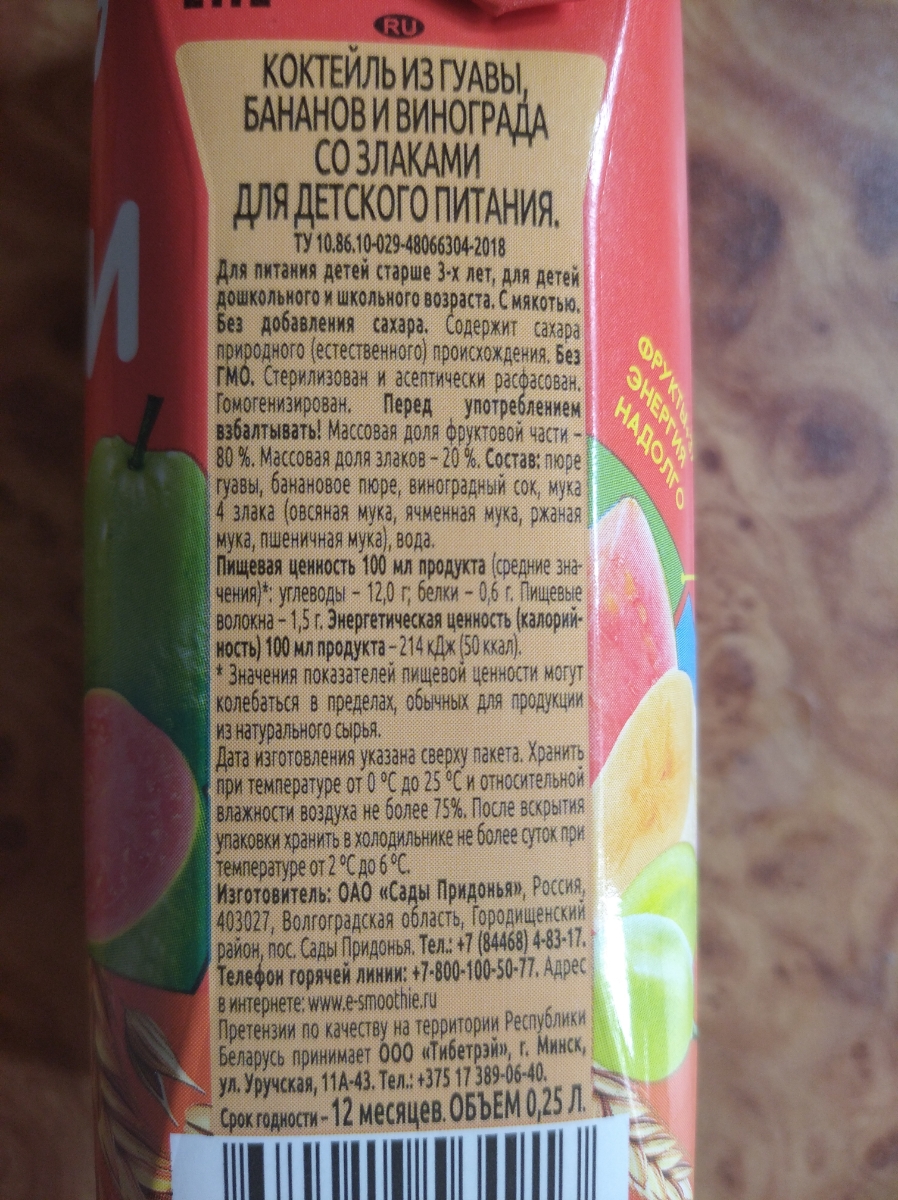 RU
КОКТЕЙЛЬ ИЗ ГУАВЫ,
БАНАНОВ И ВИНОГРАДА
СО ЗЛАКАМИ
ДЛЯ ДЕТСКОГО ПИТАНИЯ.
ТУ 10.86.10-029-48066304-2018
Для питания детей старше 3-х лет, для детей
дошкольного и школьного возраста. С мякотью.
Без добавления сахара. Содержит сахара
природного (естественного) происхождения. Без
ГМО. Стерилизован и асептически расфасован.
Гомогенизирован. Перед употреблением
взбалтывать! Массовая доля фруктовой части –
80 %. Массовая доля злаков – 20 %. Состав: пюре
гуавы, банановое пюре, виноградный сок, мука
4 злака (овсяная мука, ячменная мука, ржаная
мука, пшеничная мука), вода.
Пищевая ценность 100 мл продукта (средние зна-
чения)*: углеводы – 12,0 г; белки – 0,6 г. Пищевые
волокна – 1,5 г. Энергетическая ценность (калорий-
ность) 100 мл продукта – 214 кДж (50 ккал).
* Значения показателей пищевой ценности могут
колебаться в пределах, обычных для продукции
из натурального сырья.
Дата изготовления указана сверху пакета. Хранить
при температуре от 0 °С до 25 °С и относительной
влажности воздуха не более 75%. После вскрытия
упаковки хранить в холодильнике не более суток при
температуре от 2 °С до 6 °С.
Изготовитель: ОАО «Сады Придонья», Россия,
403027, Волгоградская область, Городищенский
район, пос. Сады Придонья. Тел.: +7 (84468) 4-83-17.
Телефон горячей линии: +7-800-100-50-77. Адрес
в интернете: www.e-smoothie.ru
Претензии по качеству на территории Республики
Беларусь принимает ООО «Тибетрэй», г. Минск,
ул. Уручская, 11А-43. Тел.: +375 17 389-06-40.
Срок годности – 12 месяцев. ОБЪЕМ 0,25 Л.
И
ЭНЕРГИЯ
НАДОЛГО